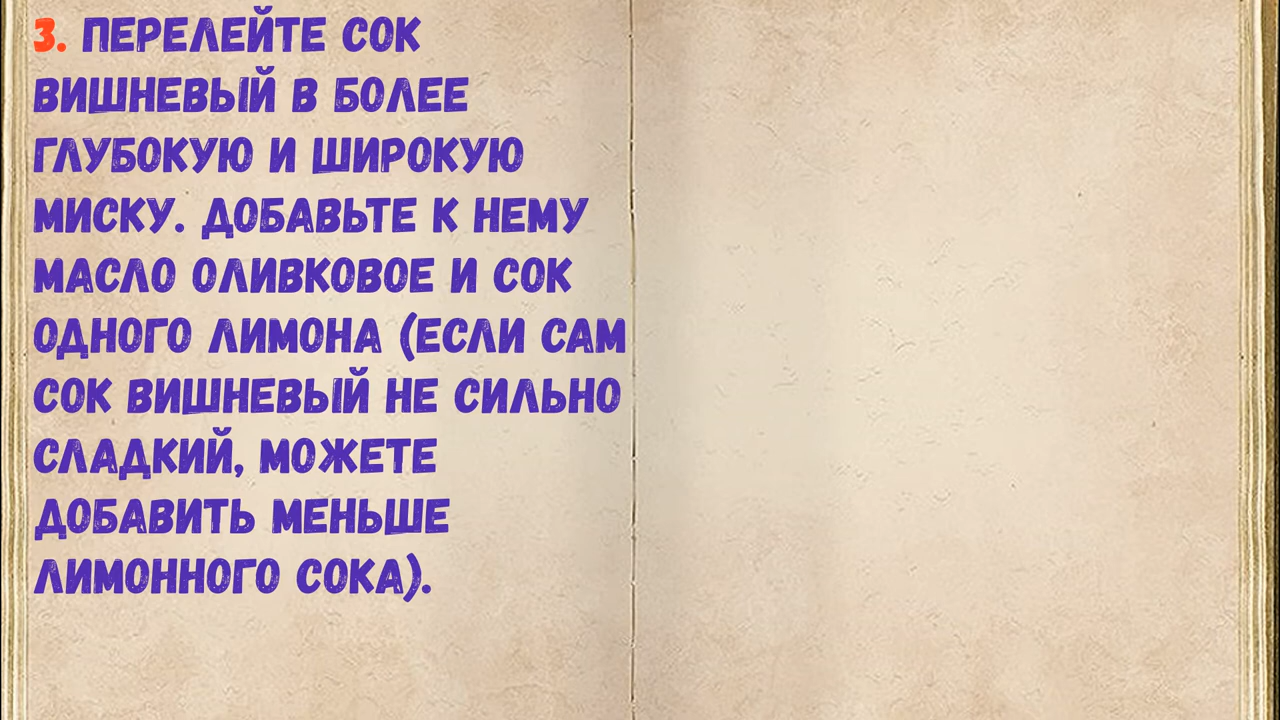 3. ПЕРЕЛЕЙТЕ СОК
ВИШНЕВЫЙ В БОЛЕЕ
ГЛУБОКУЮ И ШИРОКУЮ
МИСКУ. ДОБАВЬТЕ К НЕМУ
МАСЛО ОЛИВКОВОЕ И СОК
ОДНОГО ЛИМОНА (ЕСЛИ САМ
СОК ВИШНЕВЫЙ НЕ СИЛЬНО
СЛАДКИЙ, МОЖЕТЕ
ДОБАВИТЬ МЕНЬШЕ
ЛИМОННОГО СОКА).